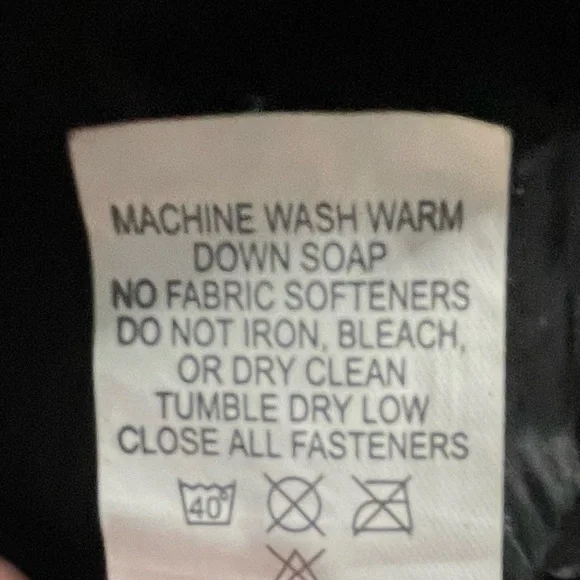 MACHINE WASH WARM
DOWN SOAP
NO FABRIC SOFTENERS
DO NOT IRON, BLEACH,
OR DRY CLEAN
TUMBLE DRY LOW
CLOSE ALL FASTENERS
40°